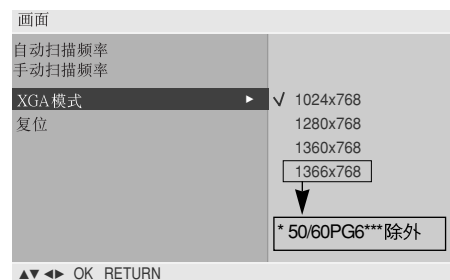 画面
自动扫描频率
手动扫描频率
XGA模式 ►
复位
√ 1024x768
1280x768
1360x768
1366x768
* 50/60PG6***除外
▲▼ ◄► OK RETURN